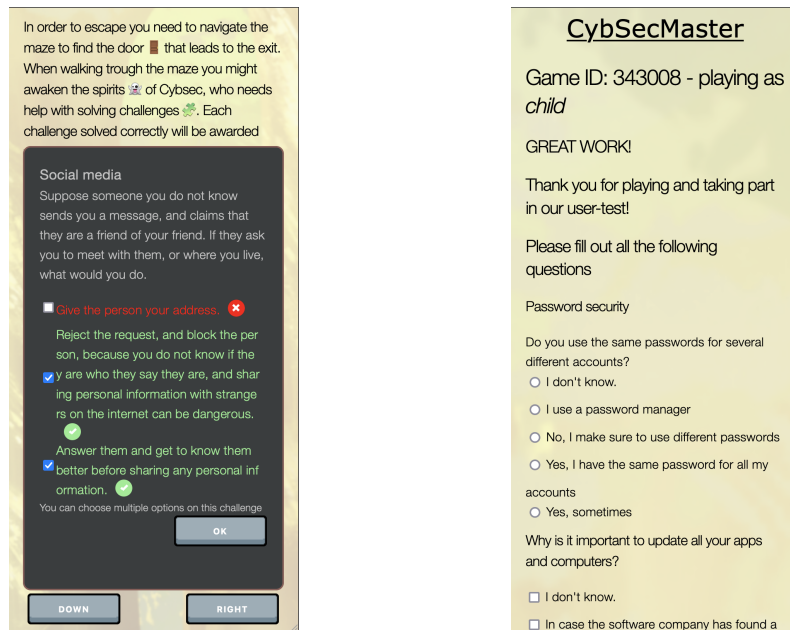 In order to escape you need to navigate the
maze to find the door 🚪 that leads to the exit.
When walking trough the maze you might
awaken the spirits 👾 of Cybsec, who needs
help with solving challenges 🧩. Each
challenge solved correctly will be awarded
Social media
Suppose someone you do not know
sends you a message, and claims that
they are a friend of your friend. If they ask
you to meet with them, or where you live,
what would you do.
Give the person your address.
Reject the request, and block the per
son, because you do not know if the
y are who they say they are, and shar
ing personal information with strange
rs on the internet can be dangerous.
Answer them and get to know them
better before sharing any personal inf
ormation.
You can choose multiple options on this challenge
OK
DOWN
RIGHT
CybSecMaster
Game ID: 343008 - playing as
child
GREAT WORK!
Thank you for playing and taking part
in our user-test!
Please fill out all the following
questions
Password security
Do you use the same passwords for several
different accounts?
I don't know.
I use a password manager
No, I make sure to use different passwords
Yes, I have the same password for all my
accounts
Yes, sometimes
Why is it important to update all your apps
and computers?
I don't know.
In case the software company has found a